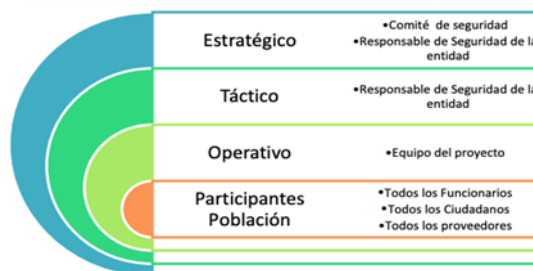 Estratégico
•Comité de seguridad
•Responsable de Seguridad de la
entidad
Táctico
•Responsable de Seguridad de la
entidad
Operativo
•Equipo del proyecto
Participantes
Población
•Todos los Funcionarios
•Todos los Ciudadanos
•Todos los proveedores